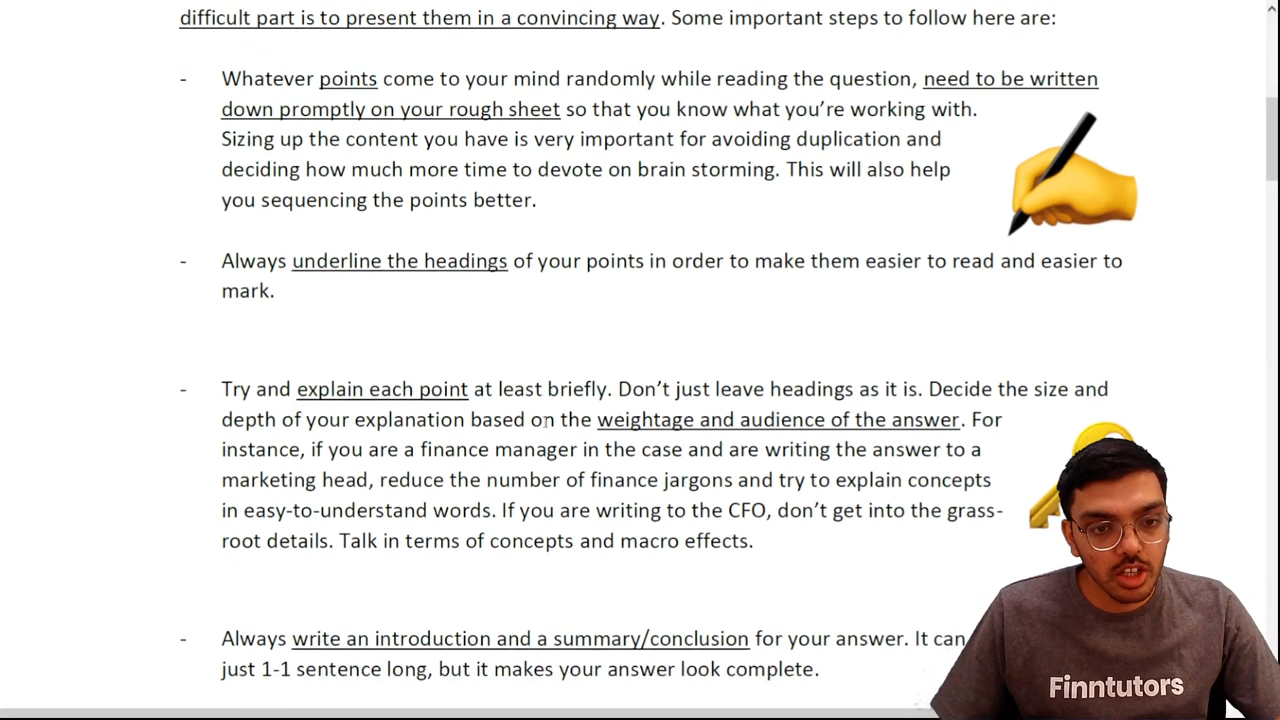 difficult part is to present them in a convincing way. Some important steps to follow here are:
- Whatever points come to your mind randomly while reading the question, need to be written
down promptly on your rough sheet so that you know what you're working with.
Sizing up the content you have is very important for avoiding duplication and
deciding how much more time to devote on brain storming. This will also help
you sequencing the points better.
- Always underline the headings of your points in order to make them easier to read and easier to
mark.
- Try and explain each point at least briefly. Don't just leave headings as it is. Decide the size and
depth of your explanation based on the weightage and audience of the answer. For
instance, if you are a finance manager in the case and are writing the answer to a
marketing head, reduce the number of finance jargons and try to explain concepts
in easy-to-understand words. If you are writing to the CFO, don't get into the grass-
root details. Talk in terms of concepts and macro effects.
- Always write an introduction and a summary/conclusion for your answer. It can
just 1-1 sentence long, but it makes your answer look complete.
Finntutors